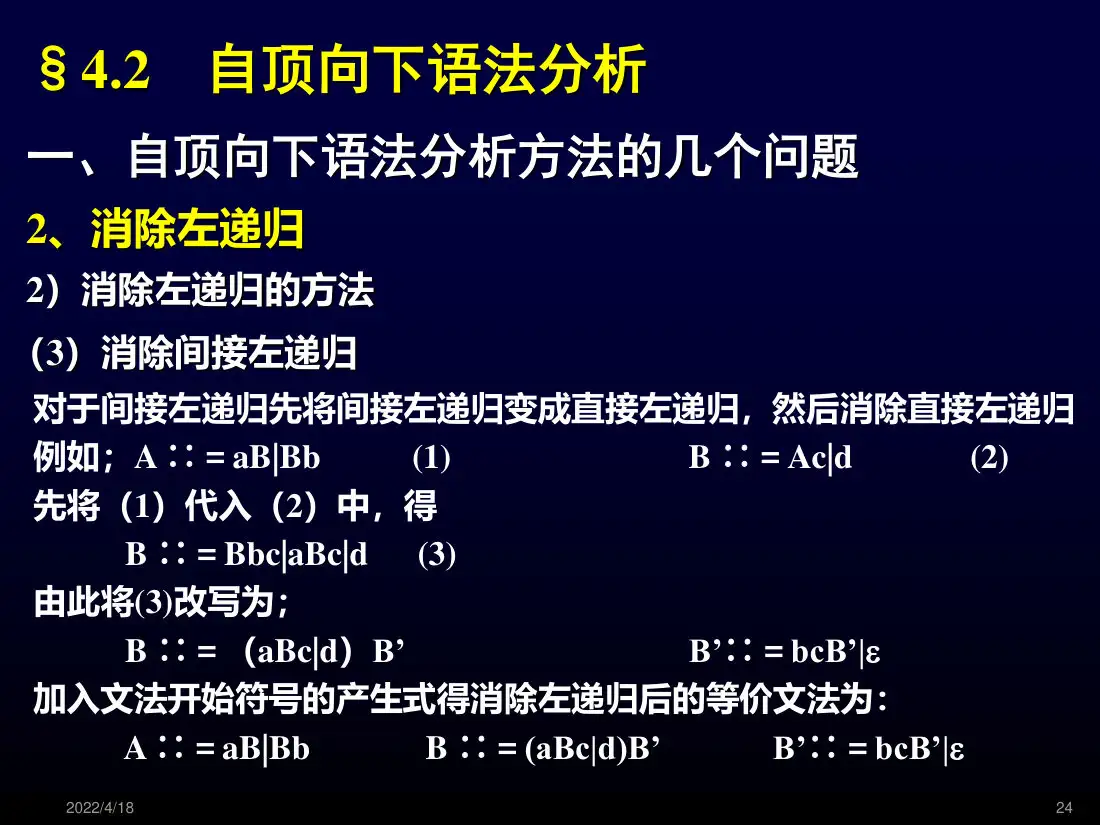 §4.2 自顶向下语法分析
一、自顶向下语法分析方法的几个问题
2、消除左递归
2）消除左递归的方法
（3）消除间接左递归
对于间接左递归先将间接左递归变成直接左递归，然后消除直接左递归
例如；A ∷＝aB|Bb (1) B ∷＝Ac|d (2)
先将（1）代入（2）中，得
B ∷＝Bbc|aBc|d (3)
由此将(3)改写为；
B ∷＝（aBc|d）B’ B’∷＝bcB’|ε
加入文法开始符号的产生式得消除左递归后的等价文法为：
A ∷＝aB|Bb B ∷＝(aBc|d)B’ B’∷＝bcB’|ε
2022/4/18 24